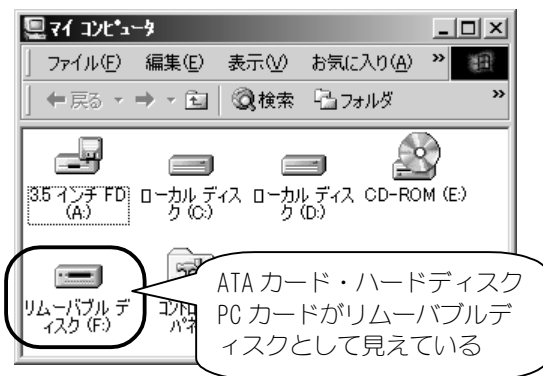 マイ コンピュータ
ファイル(F) 編集(E) 表示(V) お気に入り(A) »
戻る 検索 フォルダ »
3.5 インチ FD (A:)
ローカル ディスク (C:)
ローカル ディスク (D:)
CD-ROM (E:)
リムーバブル ディスク (F:)
ATA カード・ハードディスク
PC カードがリムーバブルデ
ィスクとして見えている